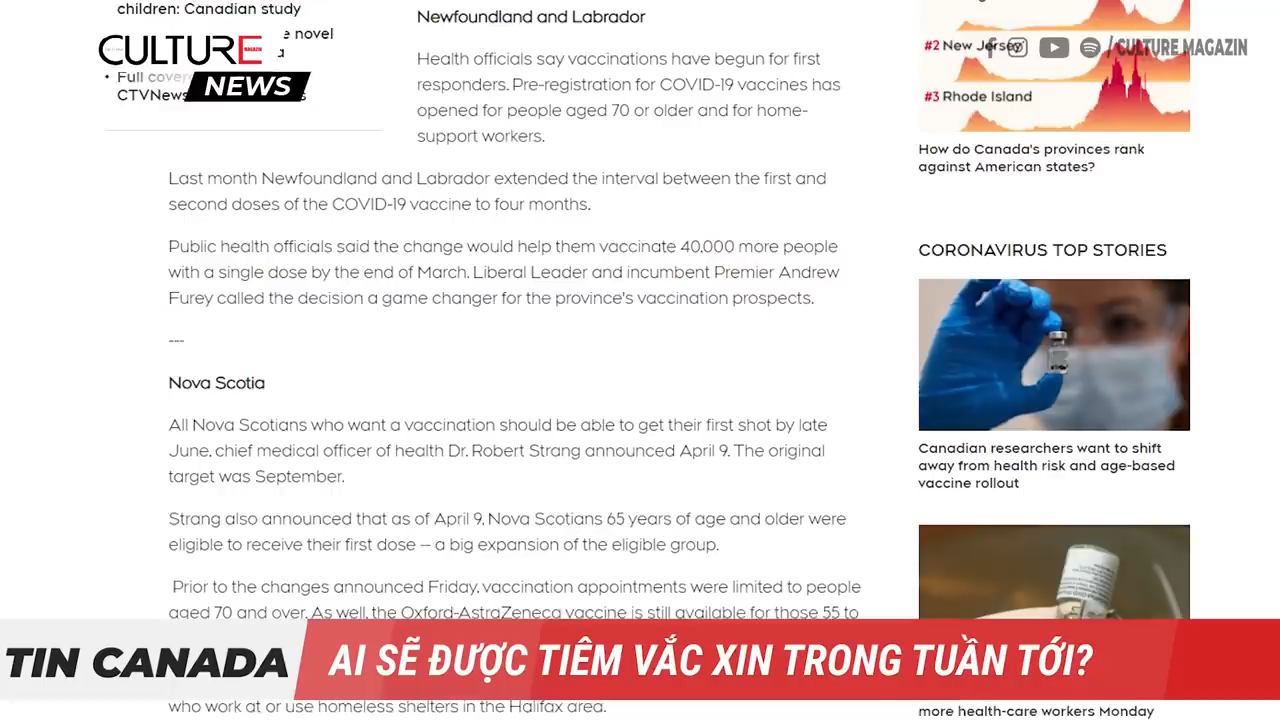 children: Canadian study
e novel
Full cove
CTVNews
CULTURE
MAGAZIN
NEWS
Newfoundland and Labrador
Health officials say vaccinations have begun for first
responders. Pre-registration for COVID-19 vaccines has
opened for people aged 70 or older and for home-
support workers.
Last month Newfoundland and Labrador extended the interval between the first and
second doses of the COVID-19 vaccine to four months.
Public health officials said the change would help them vaccinate 40,000 more people
with a single dose by the end of March. Liberal Leader and incumbent Premier Andrew
Furey called the decision a game changer for the province's vaccination prospects.
---
Nova Scotia
All Nova Scotians who want a vaccination should be able to get their first shot by late
June, chief medical officer of health Dr. Robert Strang announced April 9. The original
target was September.
Strang also announced that as of April 9, Nova Scotians 65 years of age and older were
eligible to receive their first dose – a big expansion of the eligible group.
Prior to the changes announced Friday, vaccination appointments were limited to people
aged 70 and over. As well, the Oxford-AstraZeneca vaccine is still available for those 55 to
who work at or use homeless shelters in the Halifax area.
#2 New Jersey
/ CULTURE MAGAZIN
#3 Rhode Island
How do Canada's provinces rank
against American states?
CORONAVIRUS TOP STORIES
Canadian researchers want to shift
away from health risk and age-based
vaccine rollout
more health-care workers Monday
TIN CANADA
AI SẼ ĐƯỢC TIÊM VẮC XIN TRONG TUẦN TỚI?